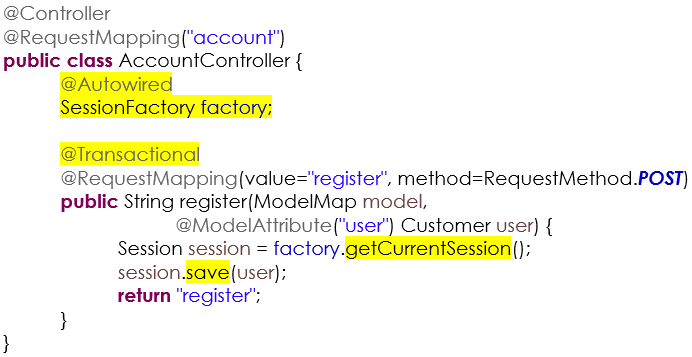 @Controller
@RequestMapping("account")
public class AccountController {
@Autowired
SessionFactory factory;
@Transactional
@RequestMapping(value="register", method=RequestMethod.POST)
public String register(ModelMap model,
@ModelAttribute("user") Customer user) {
Session session = factory.getCurrentSession();
session.save(user);
return "register";
}
}